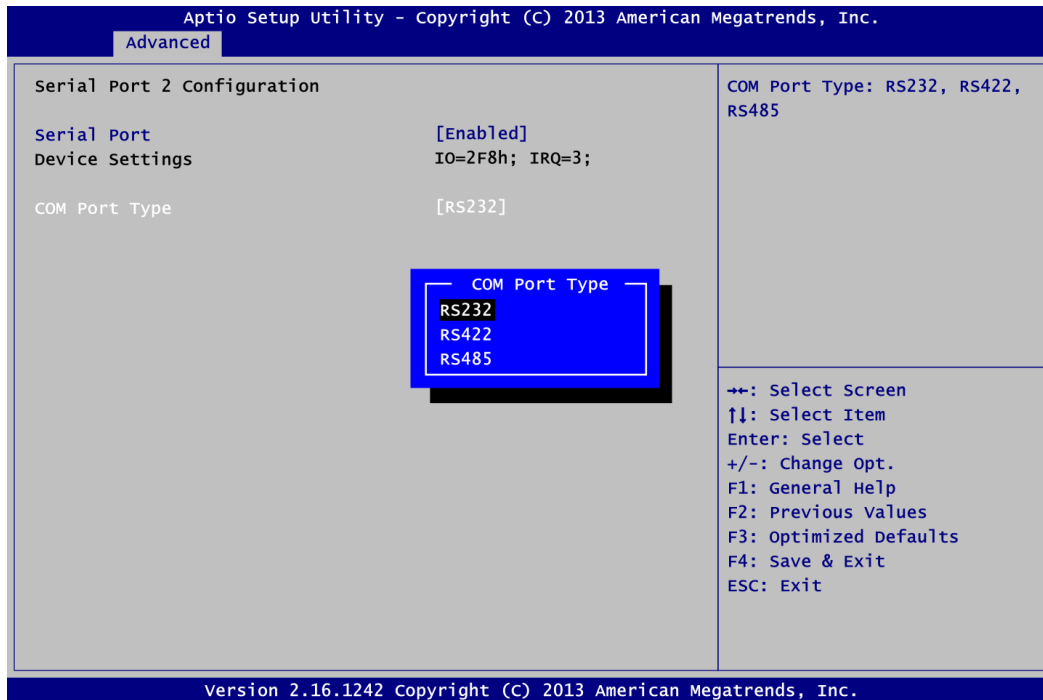 Aptio Setup Utility – Copyright (C) 2013 American Megatrends, Inc.
Advanced
Serial Port 2 Configuration
Serial Port [Enabled]
Device Settings IO=2F8h; IRQ=3;
COM Port Type [RS232]
COM Port Type
RS232
RS422
RS485
COM Port Type: RS232, RS422,
RS485
→←: Select Screen
↑↓: Select Item
Enter: Select
+/-: Change Opt.
F1: General Help
F2: Previous Values
F3: Optimized Defaults
F4: Save & Exit
ESC: Exit
Version 2.16.1242 Copyright (C) 2013 American Megatrends, Inc.